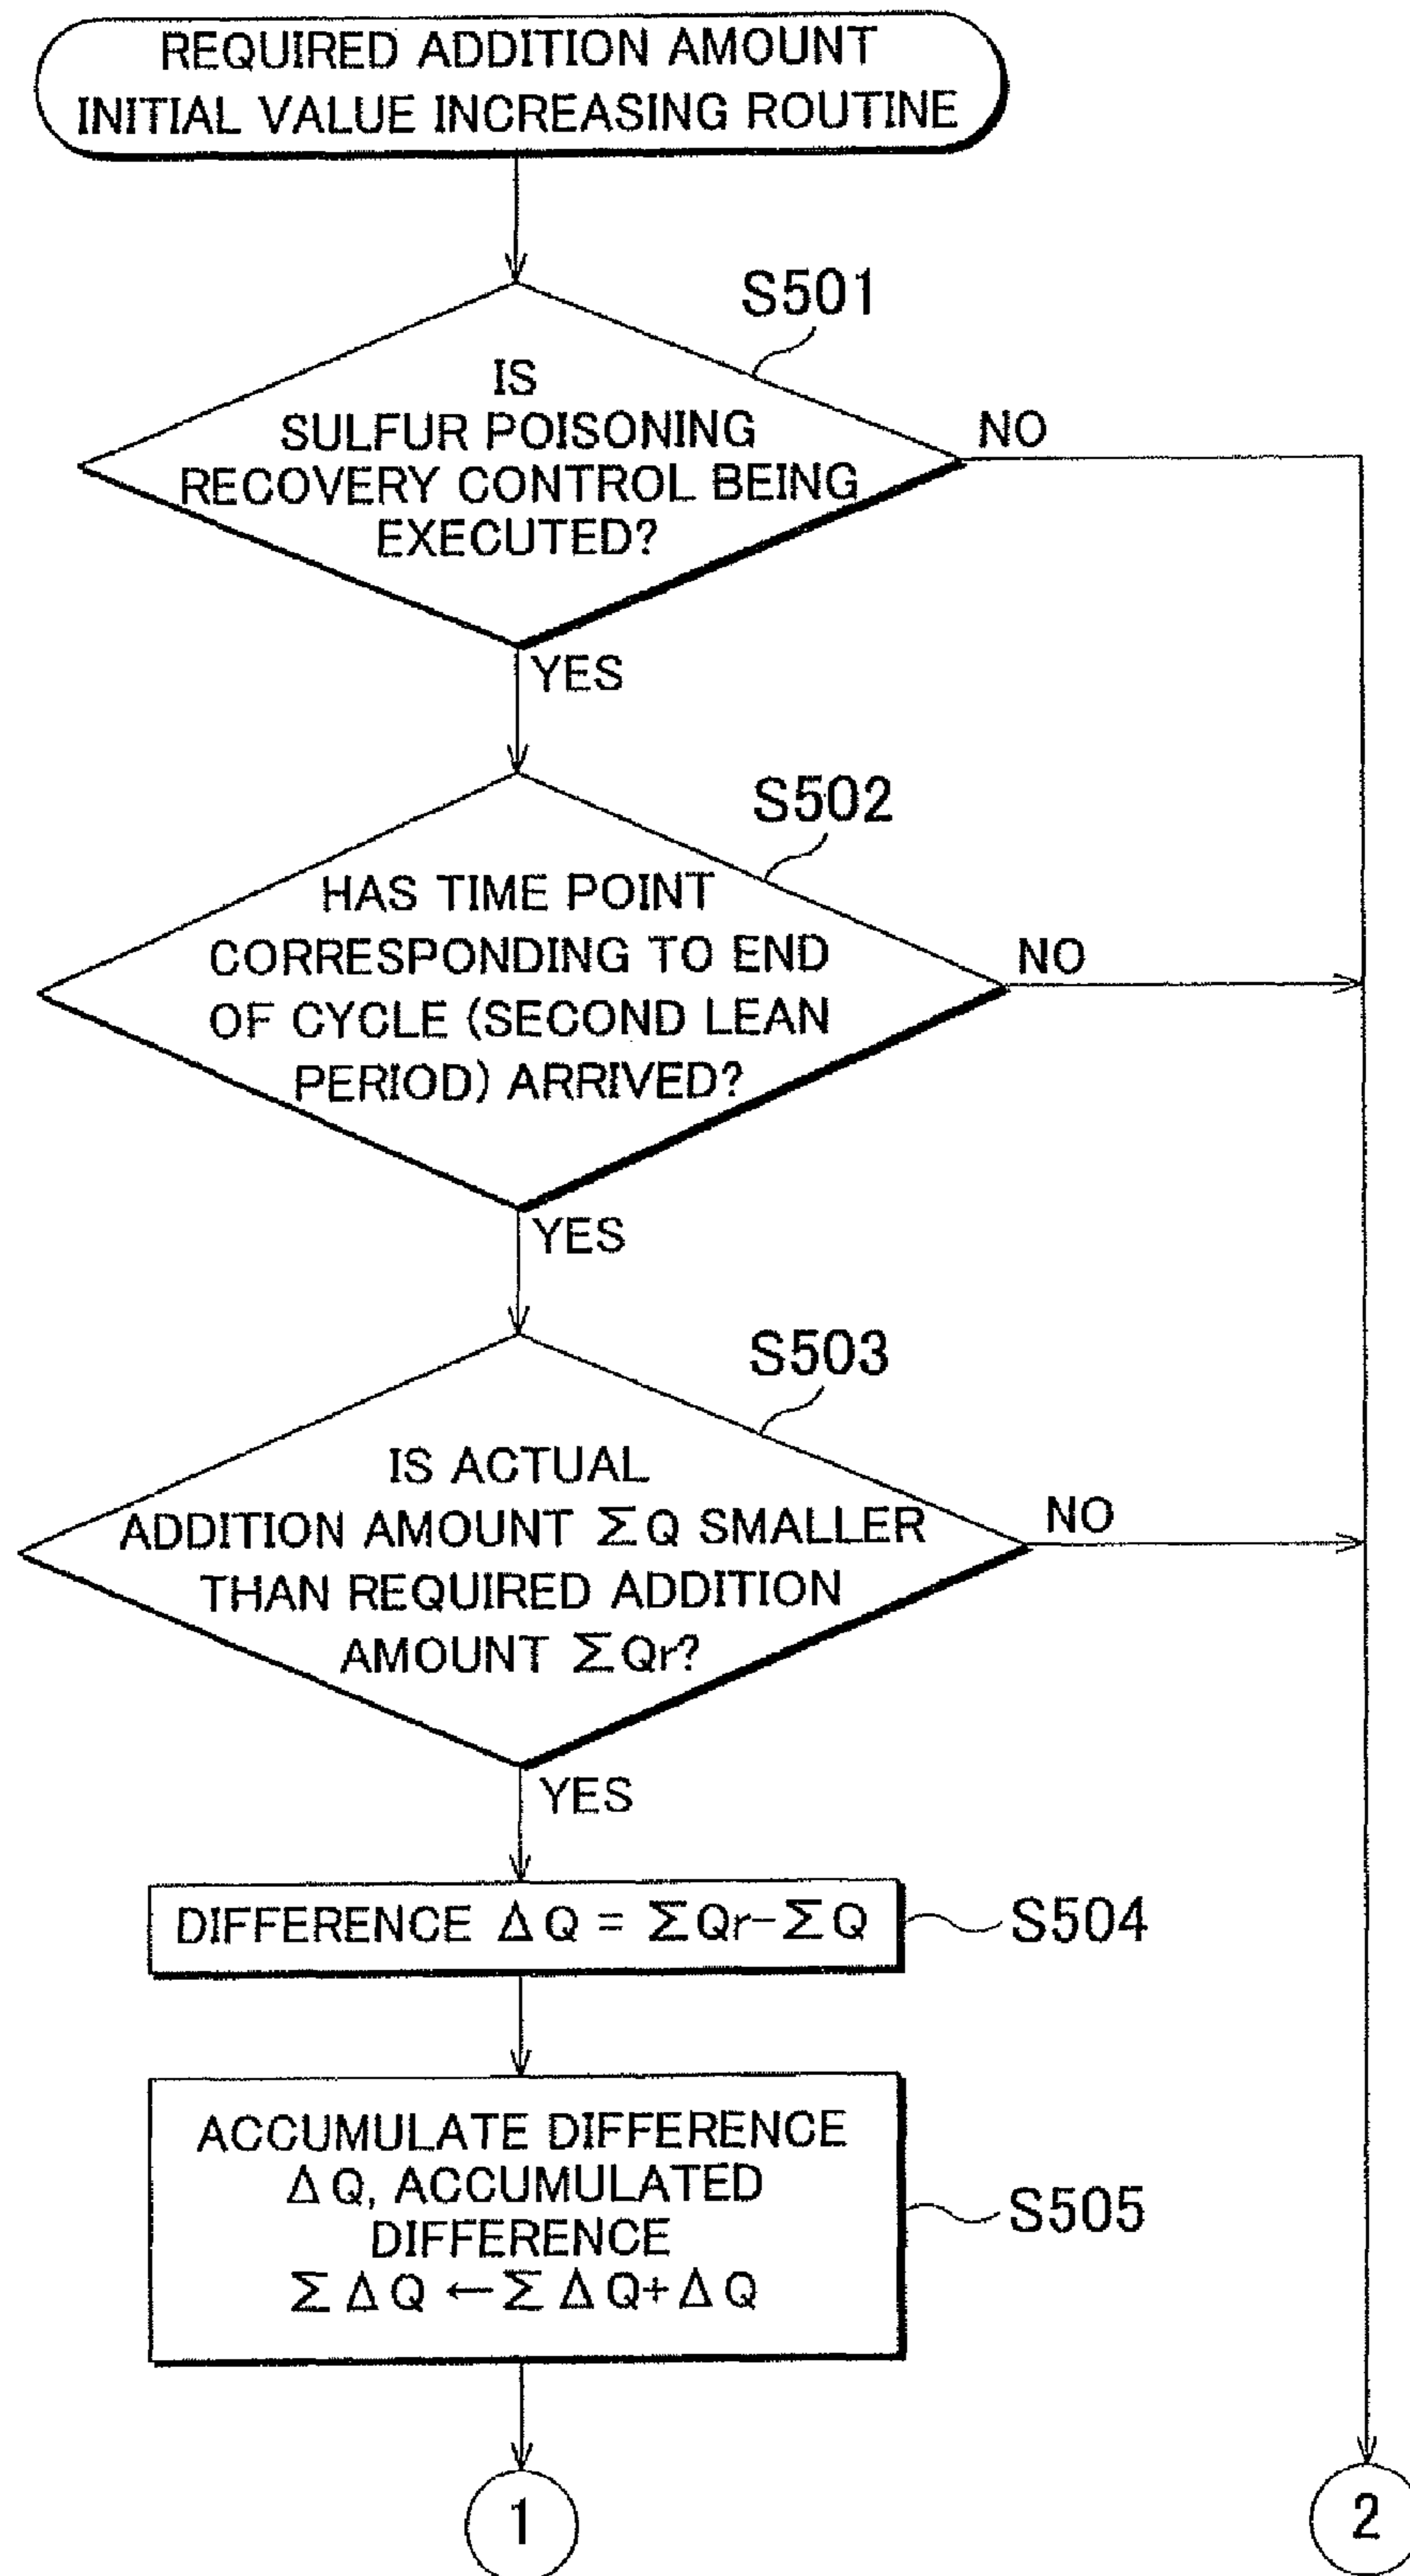 REQUIRED ADDITION AMOUNT
INITIAL VALUE INCREASING ROUTINE
S501
IS
SULFUR POISONING
RECOVERY CONTROL BEING
EXECUTED?
NO
YES
S502
HAS TIME POINT
CORRESPONDING TO END
OF CYCLE (SECOND LEAN
PERIOD) ARRIVED?
NO
YES
S503
IS ACTUAL
ADDITION AMOUNT ΣQ SMALLER
THAN REQUIRED ADDITION
AMOUNT ΣQr?
NO
YES
DIFFERENCE ΔQ = ΣQr-ΣQ
S504
ACCUMULATE DIFFERENCE
ΔQ, ACCUMULATED
DIFFERENCE
ΣΔQ←ΣΔQ+ΔQ
S505
1
2